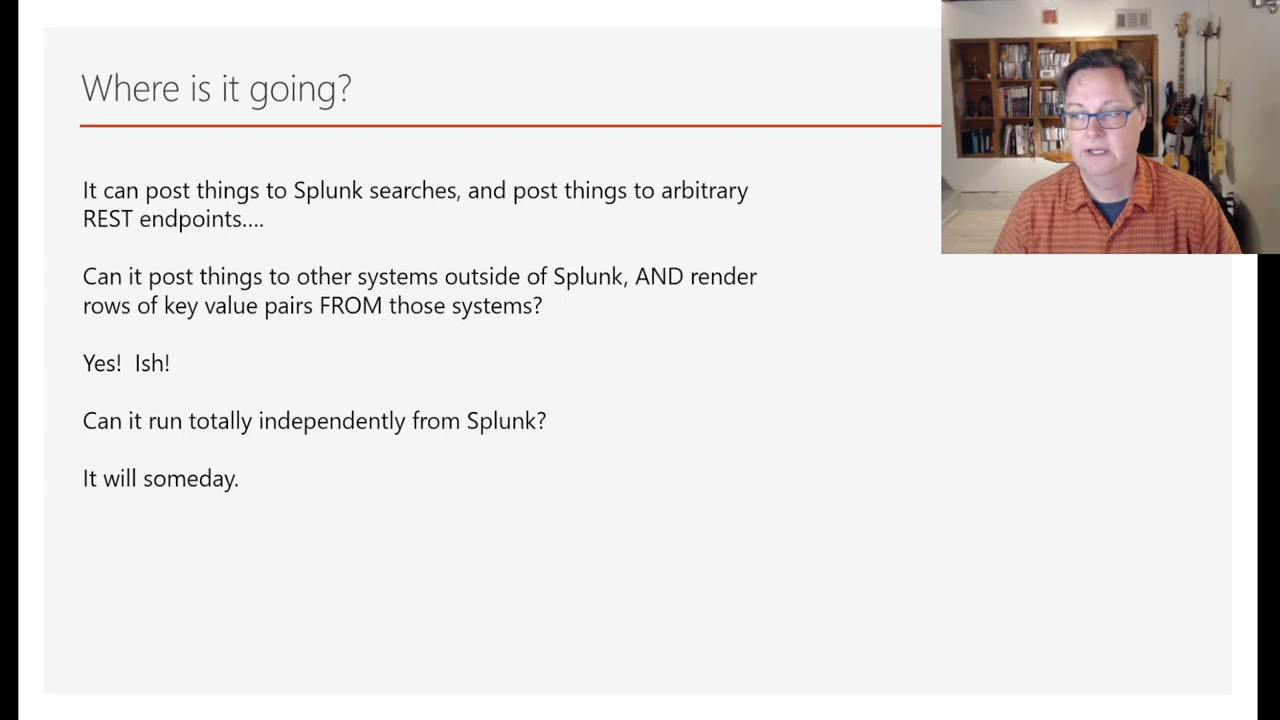 Where is it going?
It can post things to Splunk searches, and post things to arbitrary
REST endpoints....
Can it post things to other systems outside of Splunk, AND render
rows of key value pairs FROM those systems?
Yes!  Ish!
Can it run totally independently from Splunk?
It will someday.